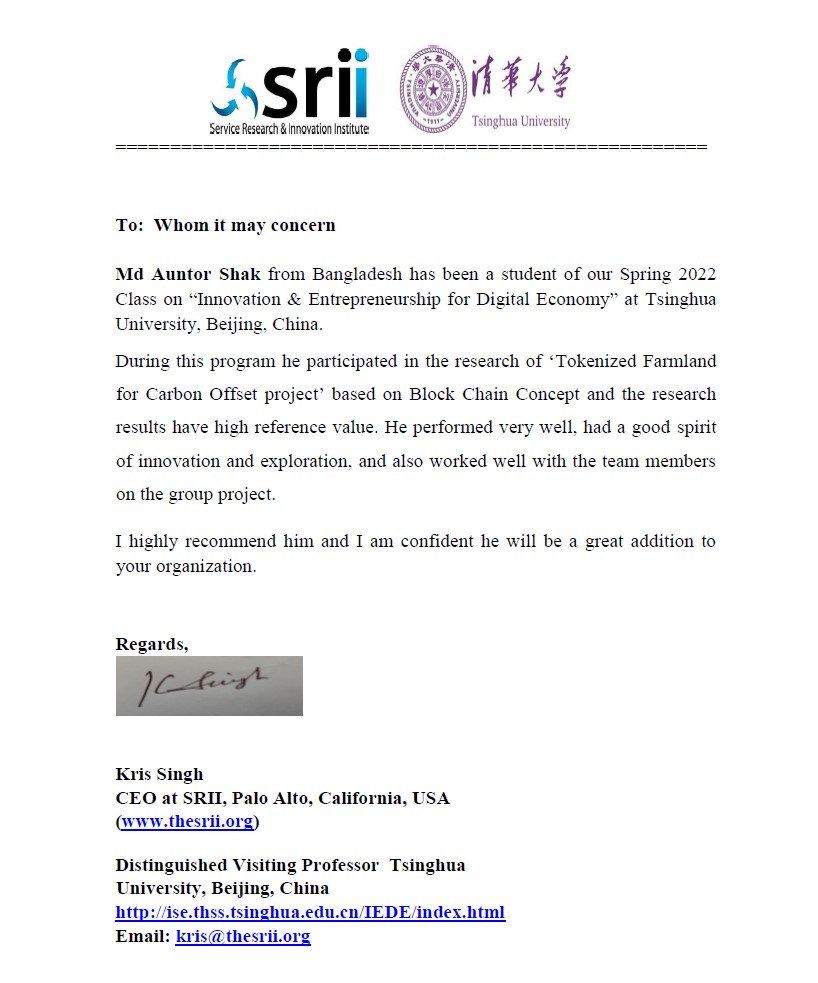 srii
Service Research & Innovation Institute
清華大学
Tsinghua University
======================================================
To: Whom it may concern
Md Auntor Shak from Bangladesh has been a student of our Spring 2022
Class on “Innovation & Entrepreneurship for Digital Economy” at Tsinghua
University, Beijing, China.
During this program he participated in the research of ‘Tokenized Farmland
for Carbon Offset project’ based on Block Chain Concept and the research
results have high reference value. He performed very well, had a good spirit
of innovation and exploration, and also worked well with the team members
on the group project.
I highly recommend him and I am confident he will be a great addition to
your organization.
Regards,
KSingh
Kris Singh
CEO at SRII, Palo Alto, California, USA
(www.thesrii.org)
Distinguished Visiting Professor Tsinghua
University, Beijing, China
http://ise.thss.tsinghua.edu.cn/IEDE/index.html
Email: kris@thesrii.org